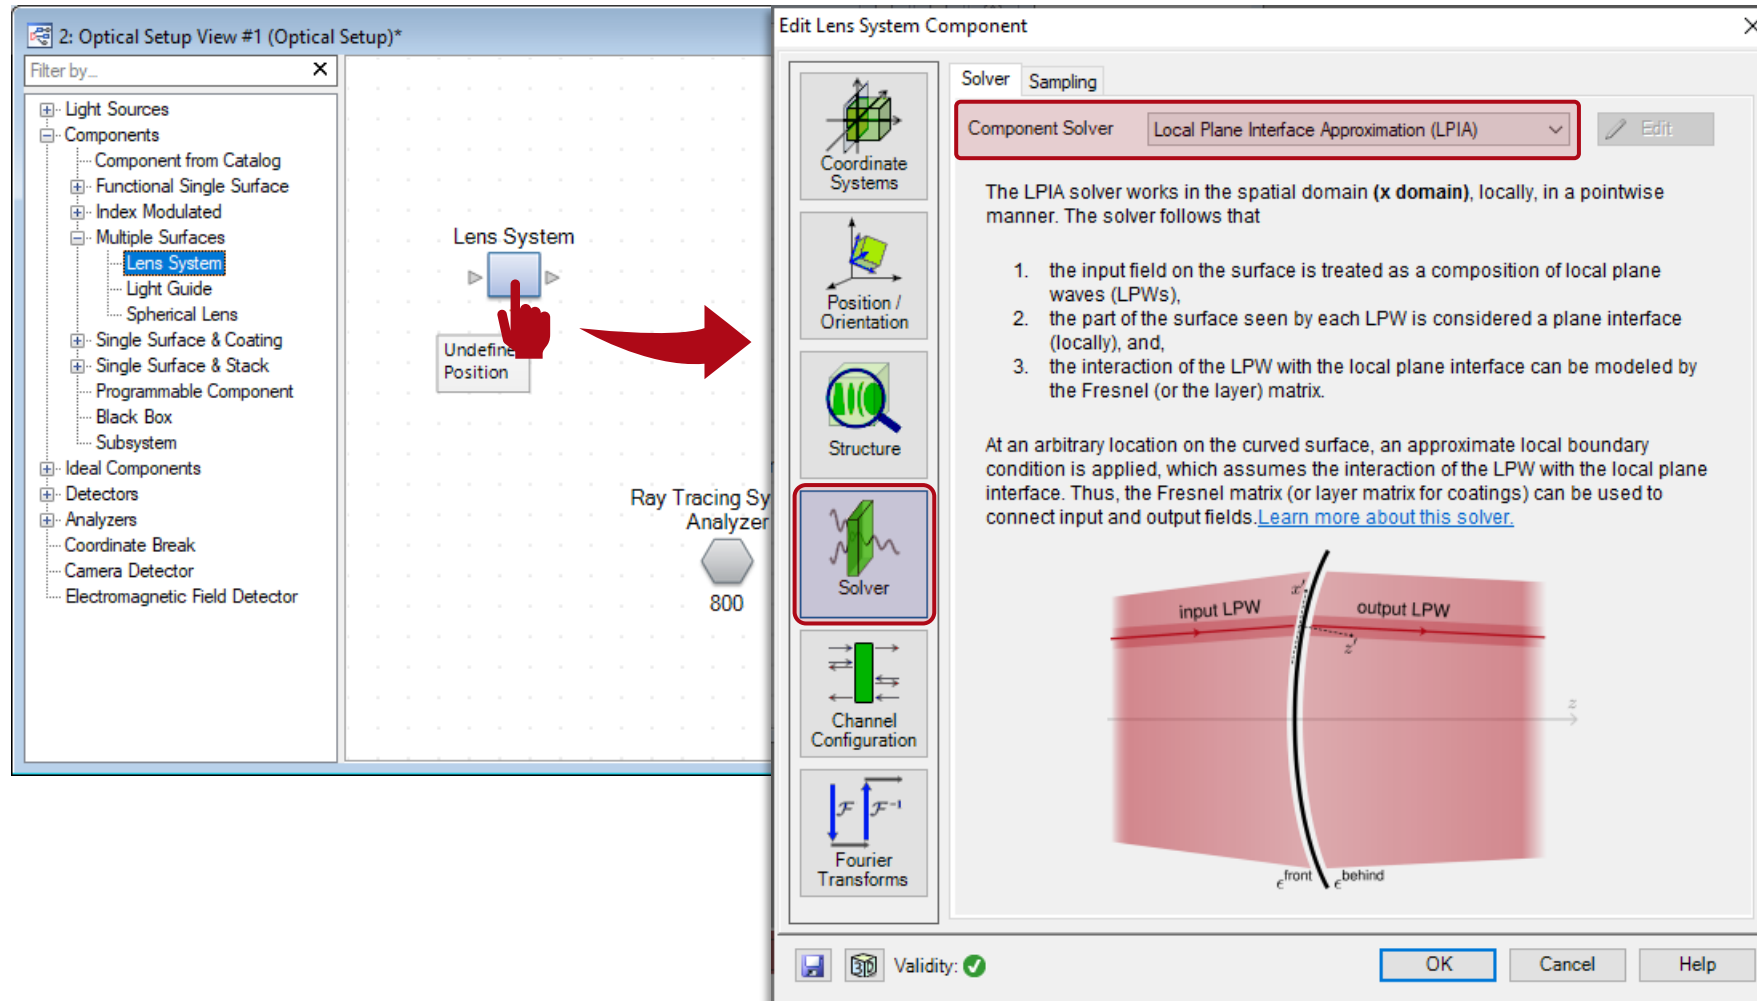 2: Optical Setup View #1 (Optical Setup)*
Filter by...
Light Sources
Components
Component from Catalog
Functional Single Surface
Index Modulated
Multiple Surfaces
Lens System
Light Guide
Spherical Lens
Single Surface & Coating
Single Surface & Stack
Programmable Component
Black Box
Subsystem
Ideal Components
Detectors
Analyzers
Coordinate Break
Camera Detector
Electromagnetic Field Detector
Lens System
Undefine
Position
Ray Tracing Sy
Analyzer
800
Edit Lens System Component
Coordinate
Systems
Position /
Orientation
Structure
Solver
Channel
Configuration
ℱ ℱ⁻¹
Fourier
Transforms
Solver Sampling
Component Solver Local Plane Interface Approximation (LPIA) Edit
The LPIA solver works in the spatial domain (x domain), locally, in a pointwise
manner. The solver follows that
1. the input field on the surface is treated as a composition of local plane
waves (LPWs),
2. the part of the surface seen by each LPW is considered a plane interface
(locally), and,
3. the interaction of the LPW with the local plane interface can be modeled by
the Fresnel (or the layer) matrix.
At an arbitrary location on the curved surface, an approximate local boundary
condition is applied, which assumes the interaction of the LPW with the local plane
interface. Thus, the Fresnel matrix (or layer matrix for coatings) can be used to
connect input and output fields.Learn more about this solver.
x'
input LPW output LPW
z'
z
ϵfront ϵbehind
3D Validity: OK Cancel Help